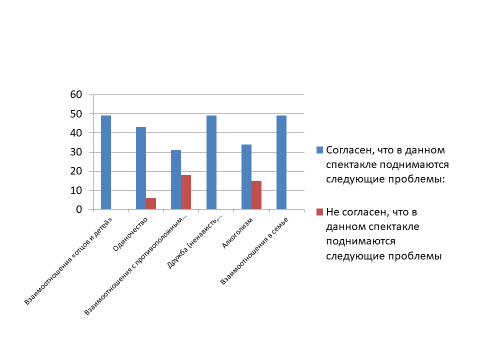 60
50
40
30
20
10
0
Взаимоотношения «отцов и детей»
Одиночество
Взаимоотношения с противоположным…
Дружба (ненависть,…
Алкоголизм
Взаимоотношения в семье
Согласен, что в данном
спектакле поднимаются
следующие проблемы:
Не согласен, что в
данном спектакле
поднимаются
следующие проблемы